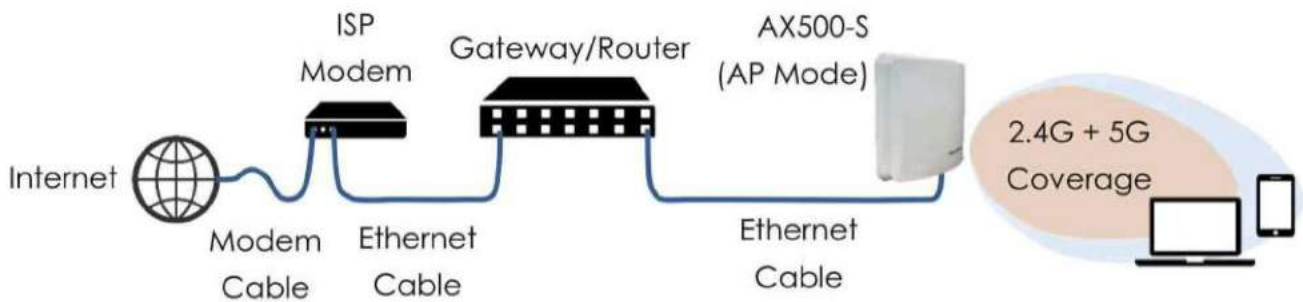 ISP
Modem
Gateway/Router
AX500-S
(AP Mode)
2.4G + 5G
Coverage
Internet
Modem
Cable
Ethernet
Cable
Ethernet
Cable